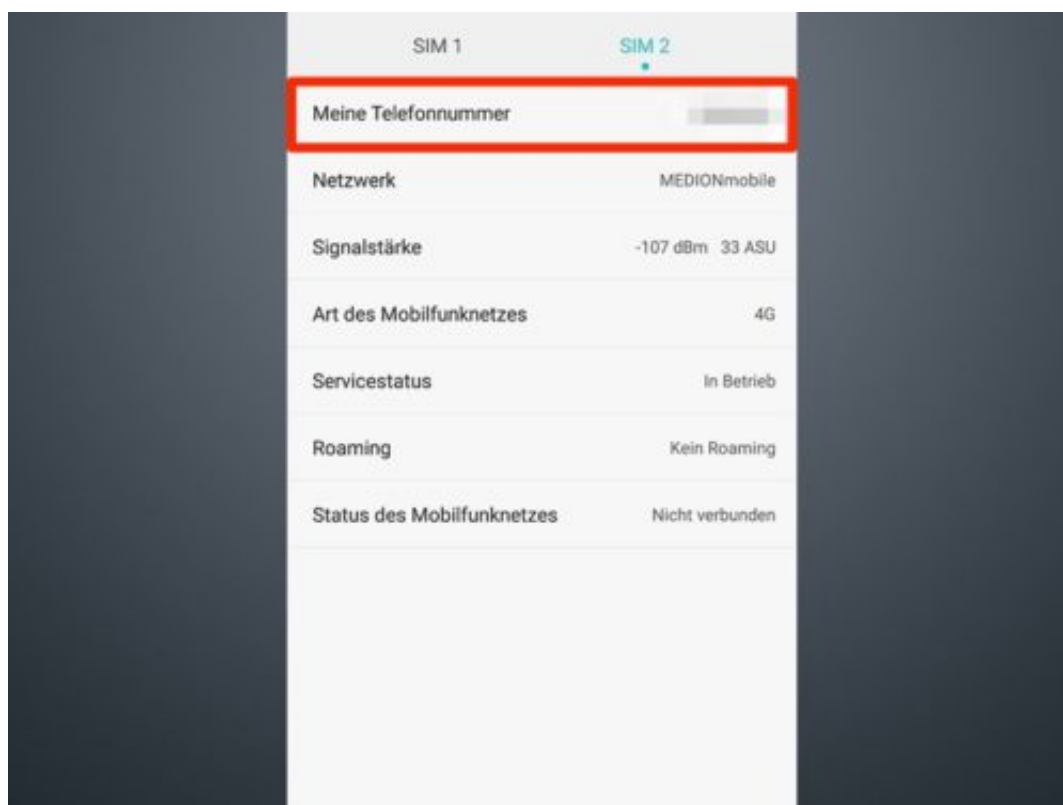 SIM 1 SIM 2
Meine Telefonnummer
Netzwerk MEDIONmobile
Signalstärke -107 dBm 33 ASU
Art des Mobilfunknetzes 4G
Servicestatus In Betrieb
Roaming Kein Roaming
Status des Mobilfunknetzes Nicht verbunden